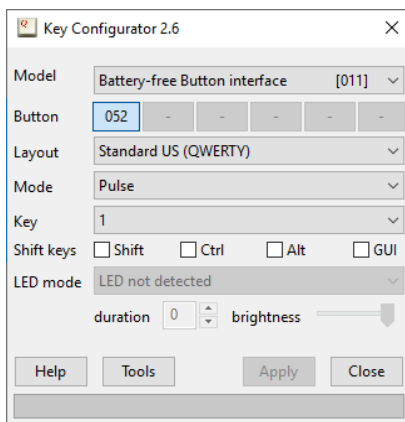 Key Configurator 2.6
Model Battery-free Button interface [011]
Button 052 - - - - -
Layout Standard US (QWERTY)
Mode Pulse
Key 1
Shift keys Shift Ctrl Alt GUI
LED mode LED not detected
duration 0 brightness
Help Tools Apply Close